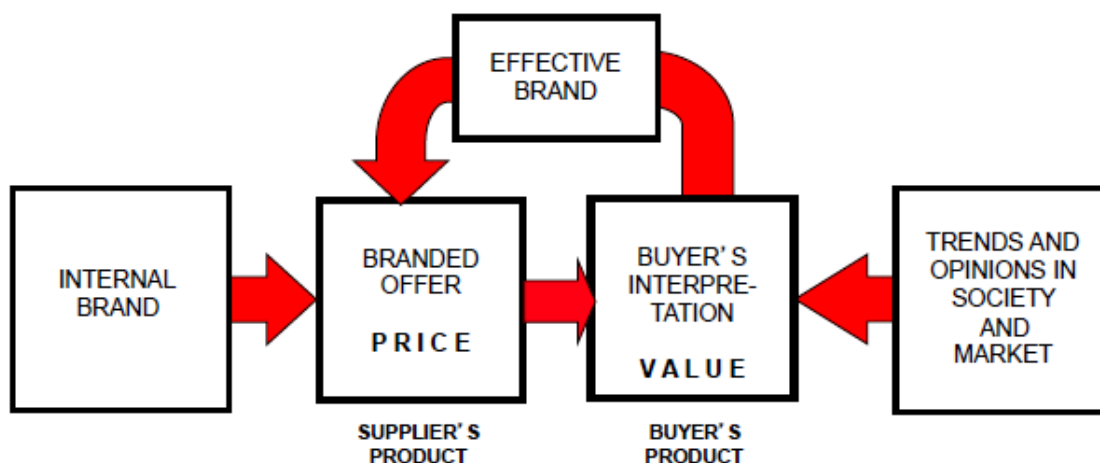 EFFECTIVE
BRAND
INTERNAL
BRAND
BRANDED
OFFER
PRICE
SUPPLIER'S
PRODUCT
BUYER'S
INTERPRE-
TATION
VALUE
BUYER'S
PRODUCT
TRENDS AND
OPINIONS IN
SOCIETY
AND
MARKET